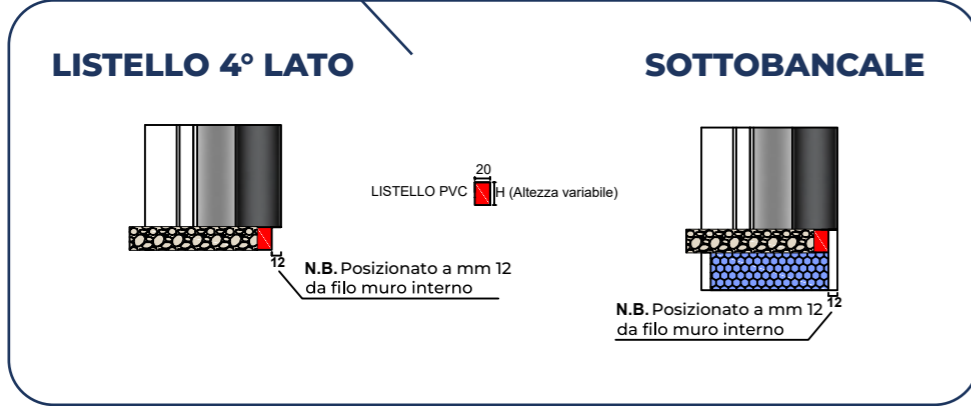 LISTELLO 4° LATO
SOTTOBANCALE
20
LISTELLO PVC
H (Altezza variabile)
12
N.B. Posizionato a mm 12
da filo muro interno
12
N.B. Posizionato a mm 12
da filo muro interno